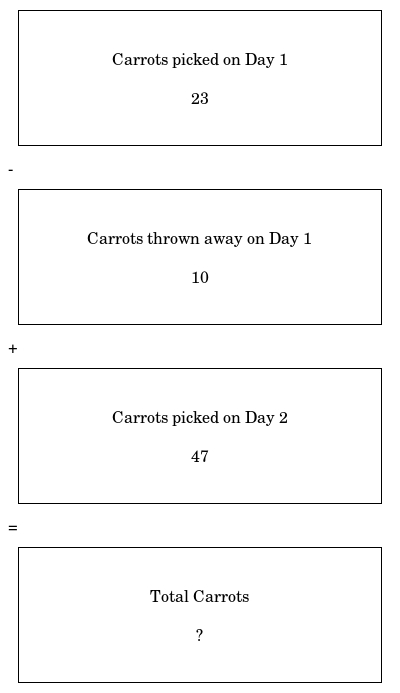 Carrots picked on Day 1
23
-
Carrots thrown away on Day 1
10
+
Carrots picked on Day 2
47
=
Total Carrots
?